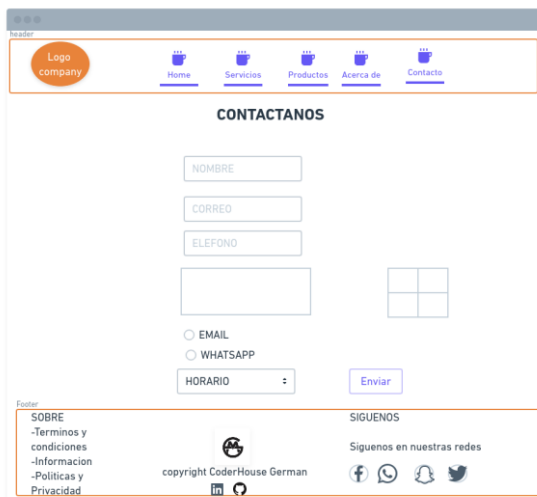 header
Logo
company
Home
Servicios
Productos
Acerca de
Contacto
CONTACTANOS
NOMBRE
CORREO
ELEFONO
EMAIL
WHATSAPP
HORARIO
Enviar
Footer
SOBRE
-Terminos y
condiciones
-Informacion
-Politicas y
Privacidad
copyright CoderHouse German
SIGUENOS
Siguenos en nuestras redes